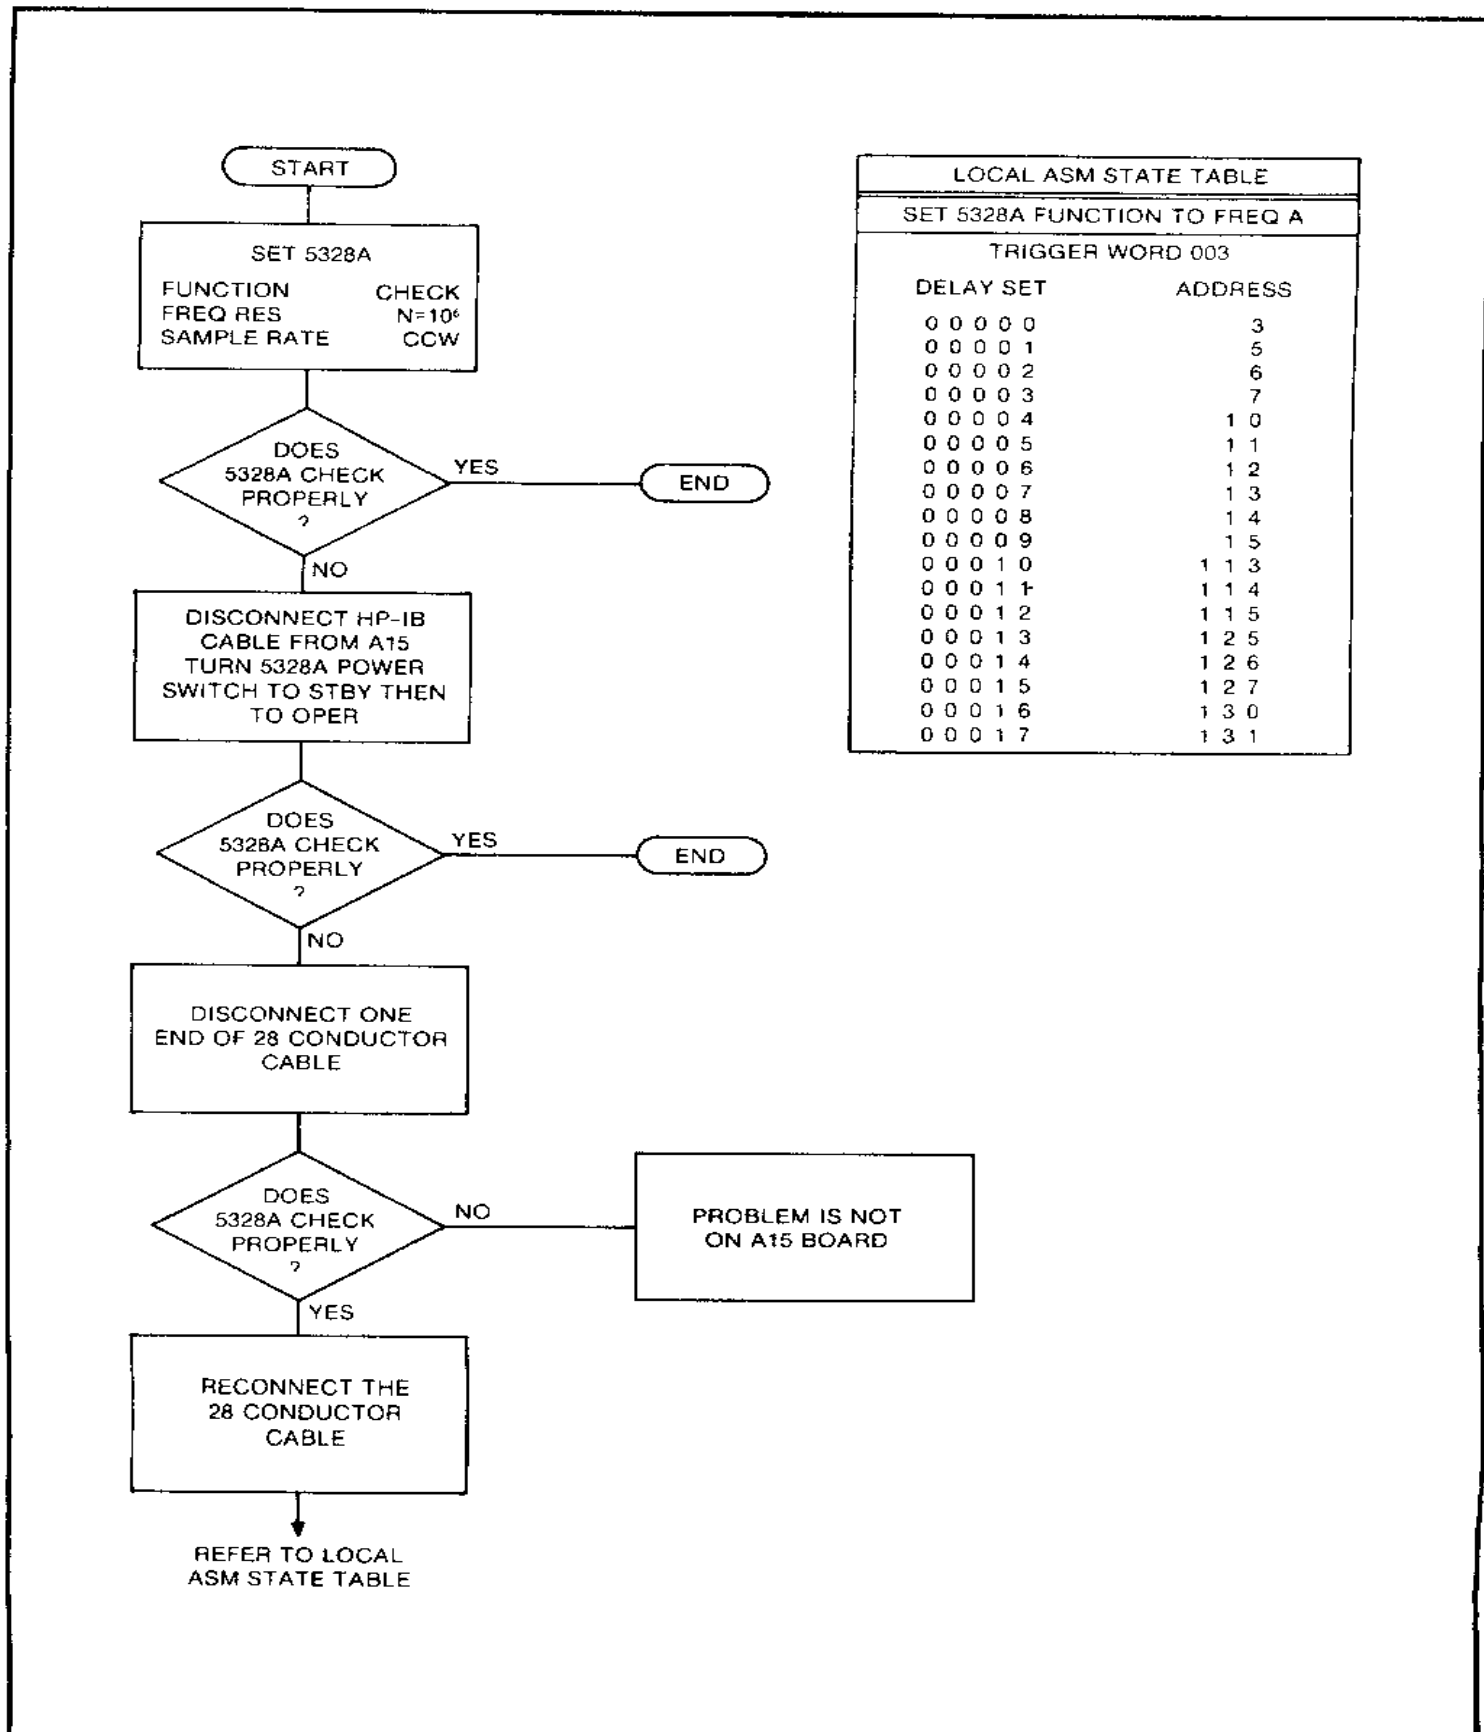 START
SET 5328A
FUNCTION CHECK
FREQ RES N=10⁶
SAMPLE RATE CCW
DOES
5328A CHECK
PROPERLY
?
YES
END
NO
DISCONNECT HP-IB
CABLE FROM A15
TURN 5328A POWER
SWITCH TO STBY THEN
TO OPER
DOES
5328A CHECK
PROPERLY
?
YES
END
NO
DISCONNECT ONE
END OF 28 CONDUCTOR
CABLE
DOES
5328A CHECK
PROPERLY
?
NO
PROBLEM IS NOT
ON A15 BOARD
YES
RECONNECT THE
28 CONDUCTOR
CABLE
REFER TO LOCAL
ASM STATE TABLE
LOCAL ASM STATE TABLE
SET 5328A FUNCTION TO FREQ A
TRIGGER WORD 003
DELAY SET ADDRESS
0 0 0 0 0 3
0 0 0 0 1 5
0 0 0 0 2 6
0 0 0 0 3 7
0 0 0 0 4 1 0
0 0 0 0 5 1 1
0 0 0 0 6 1 2
0 0 0 0 7 1 3
0 0 0 0 8 1 4
0 0 0 0 9 1 5
0 0 0 1 0 1 1 3
0 0 0 1 1 1 1 4
0 0 0 1 2 1 1 5
0 0 0 1 3 1 2 5
0 0 0 1 4 1 2 6
0 0 0 1 5 1 2 7
0 0 0 1 6 1 3 0
0 0 0 1 7 1 3 1